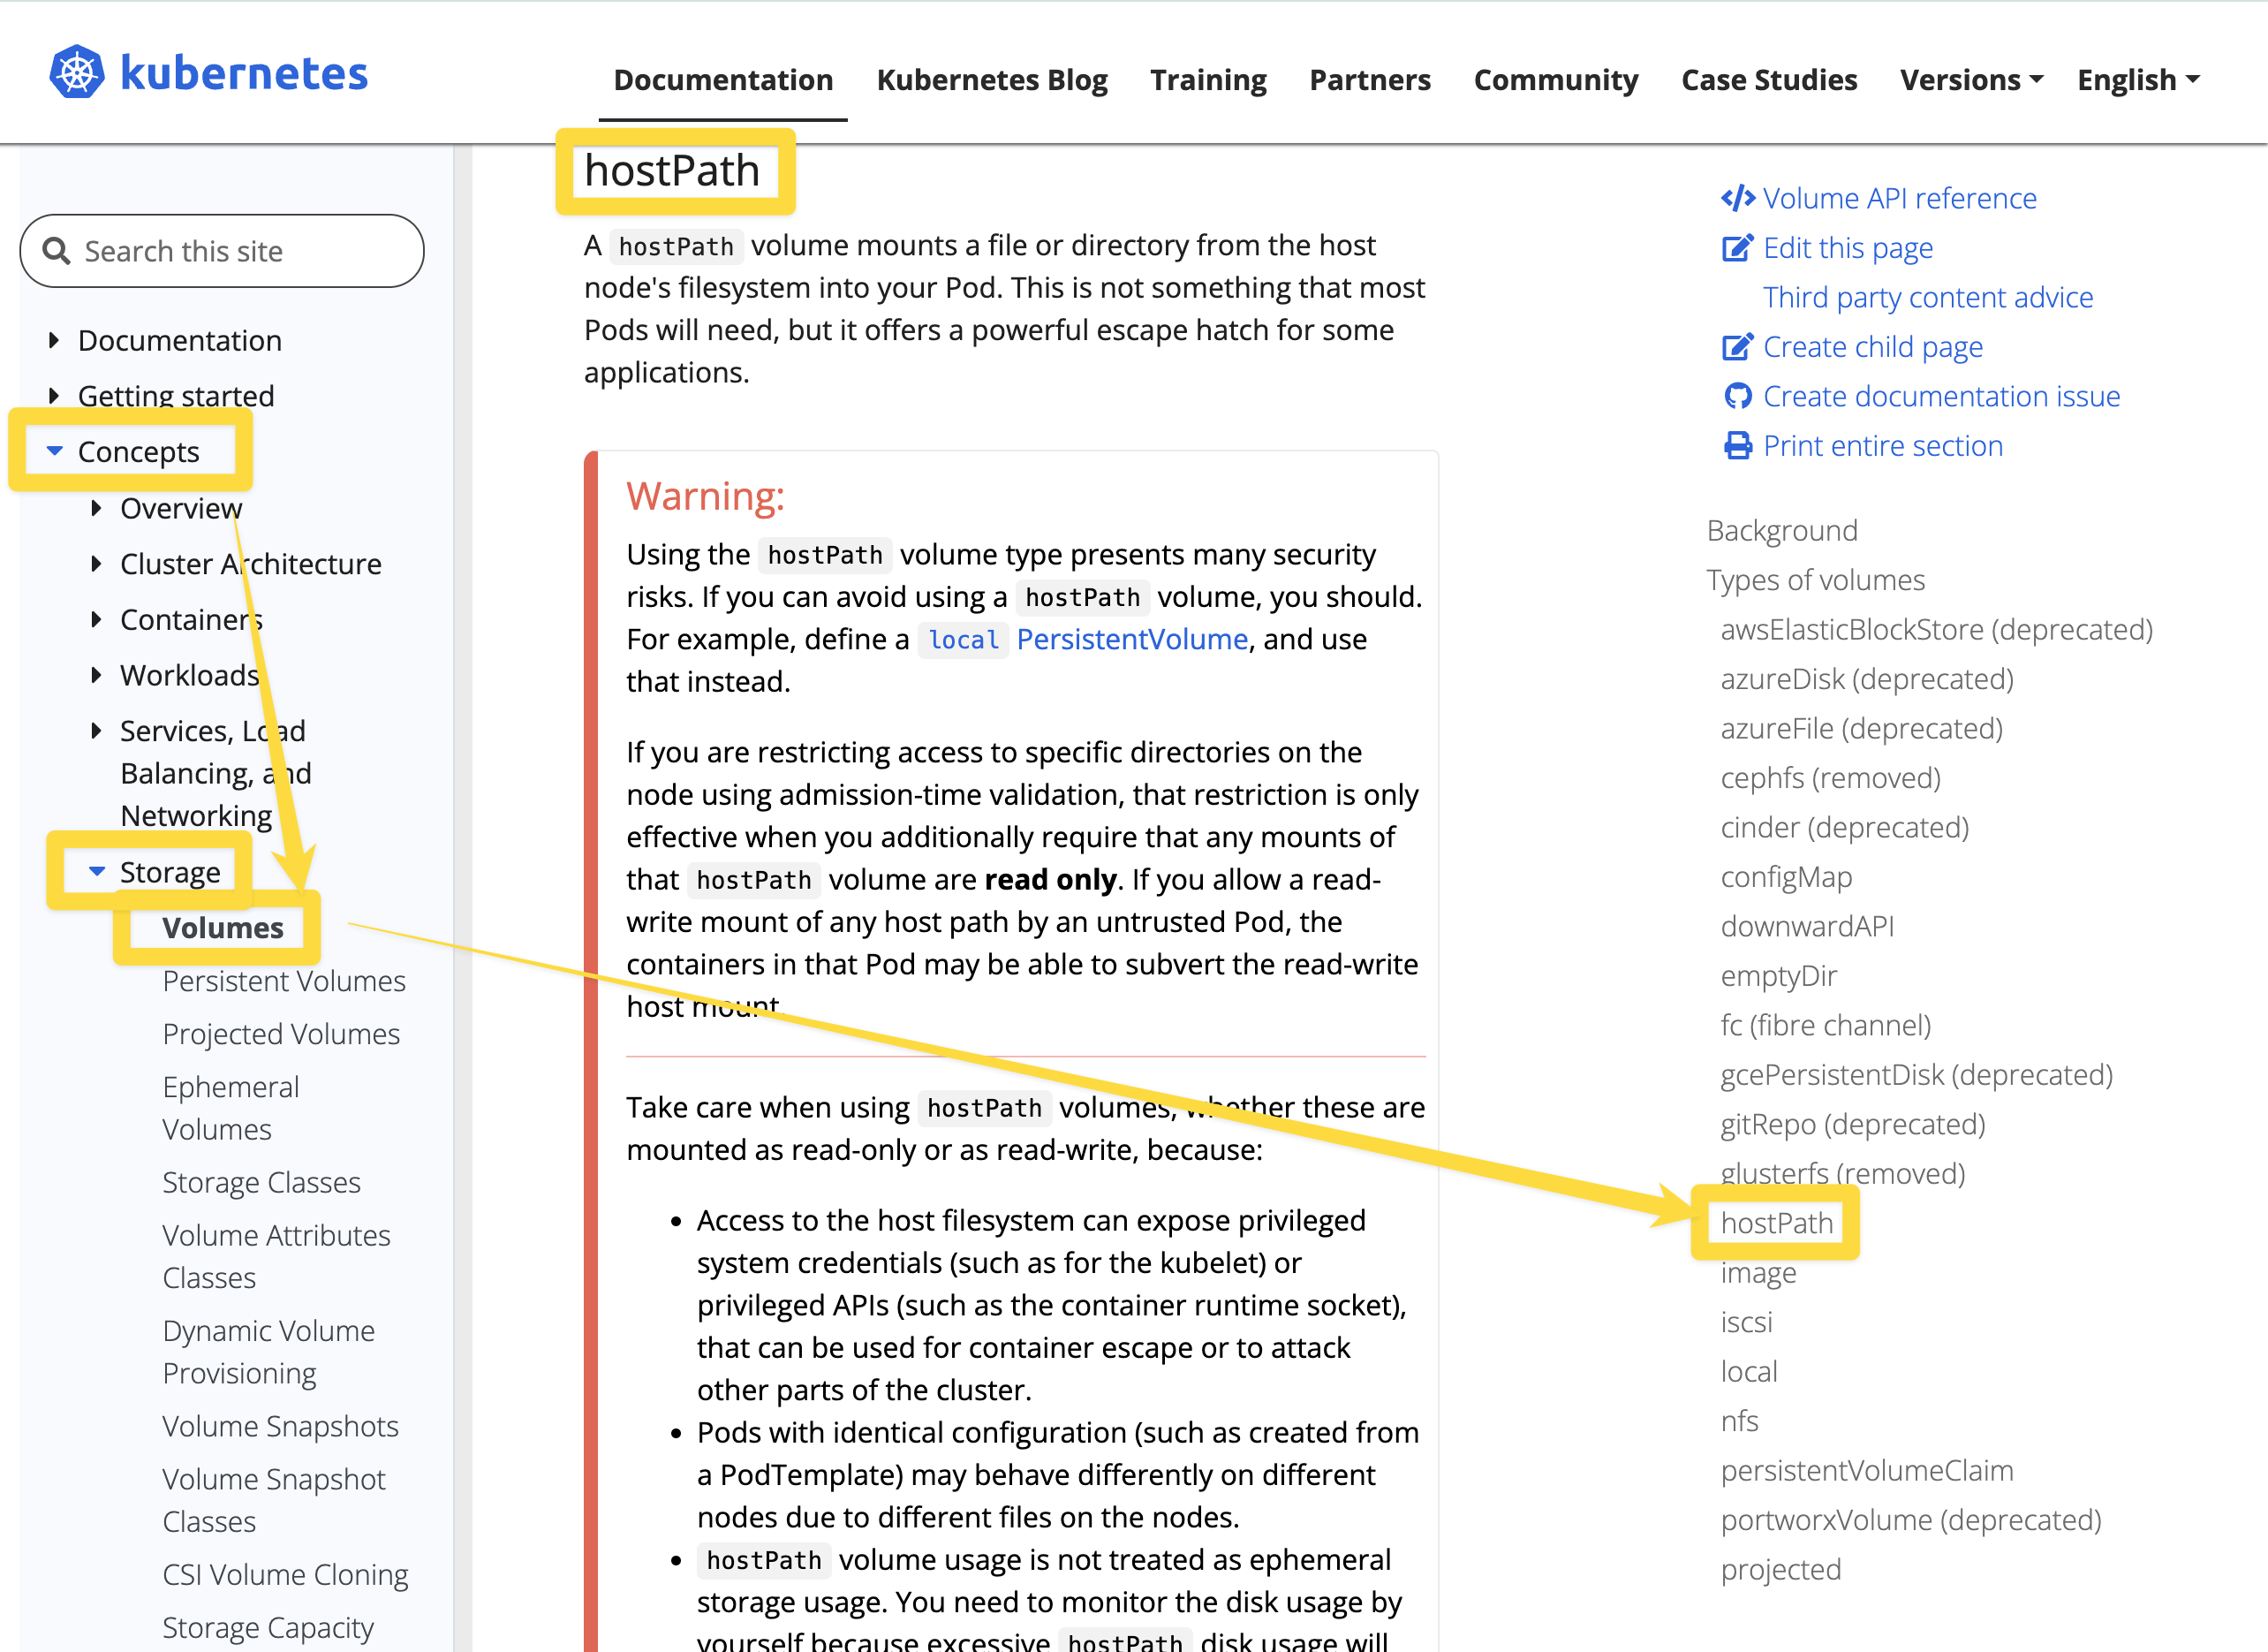 kubernetes
Documentation Kubernetes Blog Training Partners Community Case Studies Versions English
Search this site
Documentation
Getting started
Concepts
Overview
Cluster Architecture
Containers
Workloads
Services, Load
Balancing, and
Networking
Storage
Volumes
Persistent Volumes
Projected Volumes
Ephemeral
Volumes
Storage Classes
Volume Attributes
Classes
Dynamic Volume
Provisioning
Volume Snapshots
Volume Snapshot
Classes
CSI Volume Cloning
Storage Capacity
hostPath
A hostPath volume mounts a file or directory from the host
node's filesystem into your Pod. This is not something that most
Pods will need, but it offers a powerful escape hatch for some
applications.
Warning:
Using the hostPath volume type presents many security
risks. If you can avoid using a hostPath volume, you should.
For example, define a local PersistentVolume, and use
that instead.
If you are restricting access to specific directories on the
node using admission-time validation, that restriction is only
effective when you additionally require that any mounts of
that hostPath volume are read only. If you allow a read-
write mount of any host path by an untrusted Pod, the
containers in that Pod may be able to subvert the read-write
host mount.
Take care when using hostPath volumes, whether these are
mounted as read-only or as read-write, because:
• Access to the host filesystem can expose privileged
system credentials (such as for the kubelet) or
privileged APIs (such as the container runtime socket),
that can be used for container escape or to attack
other parts of the cluster.
• Pods with identical configuration (such as created from
a PodTemplate) may behave differently on different
nodes due to different files on the nodes.
• hostPath volume usage is not treated as ephemeral
storage usage. You need to monitor the disk usage by
yourself because excessive hostPath disk usage will
Volume API reference
Edit this page
Third party content advice
Create child page
Create documentation issue
Print entire section
Background
Types of volumes
awsElasticBlockStore (deprecated)
azureDisk (deprecated)
azureFile (deprecated)
cephfs (removed)
cinder (deprecated)
configMap
downwardAPI
emptyDir
fc (fibre channel)
gcePersistentDisk (deprecated)
gitRepo (deprecated)
glusterfs (removed)
hostPath
image
iscsi
local
nfs
persistentVolumeClaim
portworxVolume (deprecated)
projected